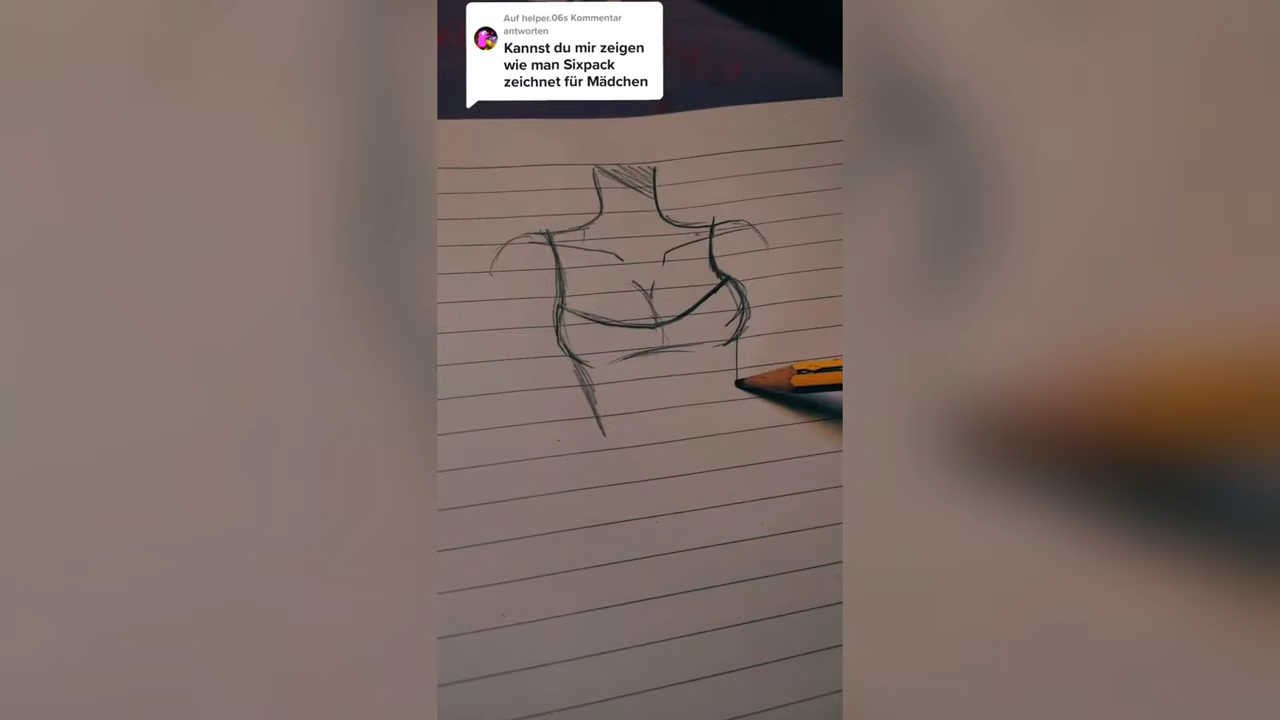 Auf helper.06s Kommentar
antworten
Kannst du mir zeigen
wie man Sixpack
zeichnet für Mädchen